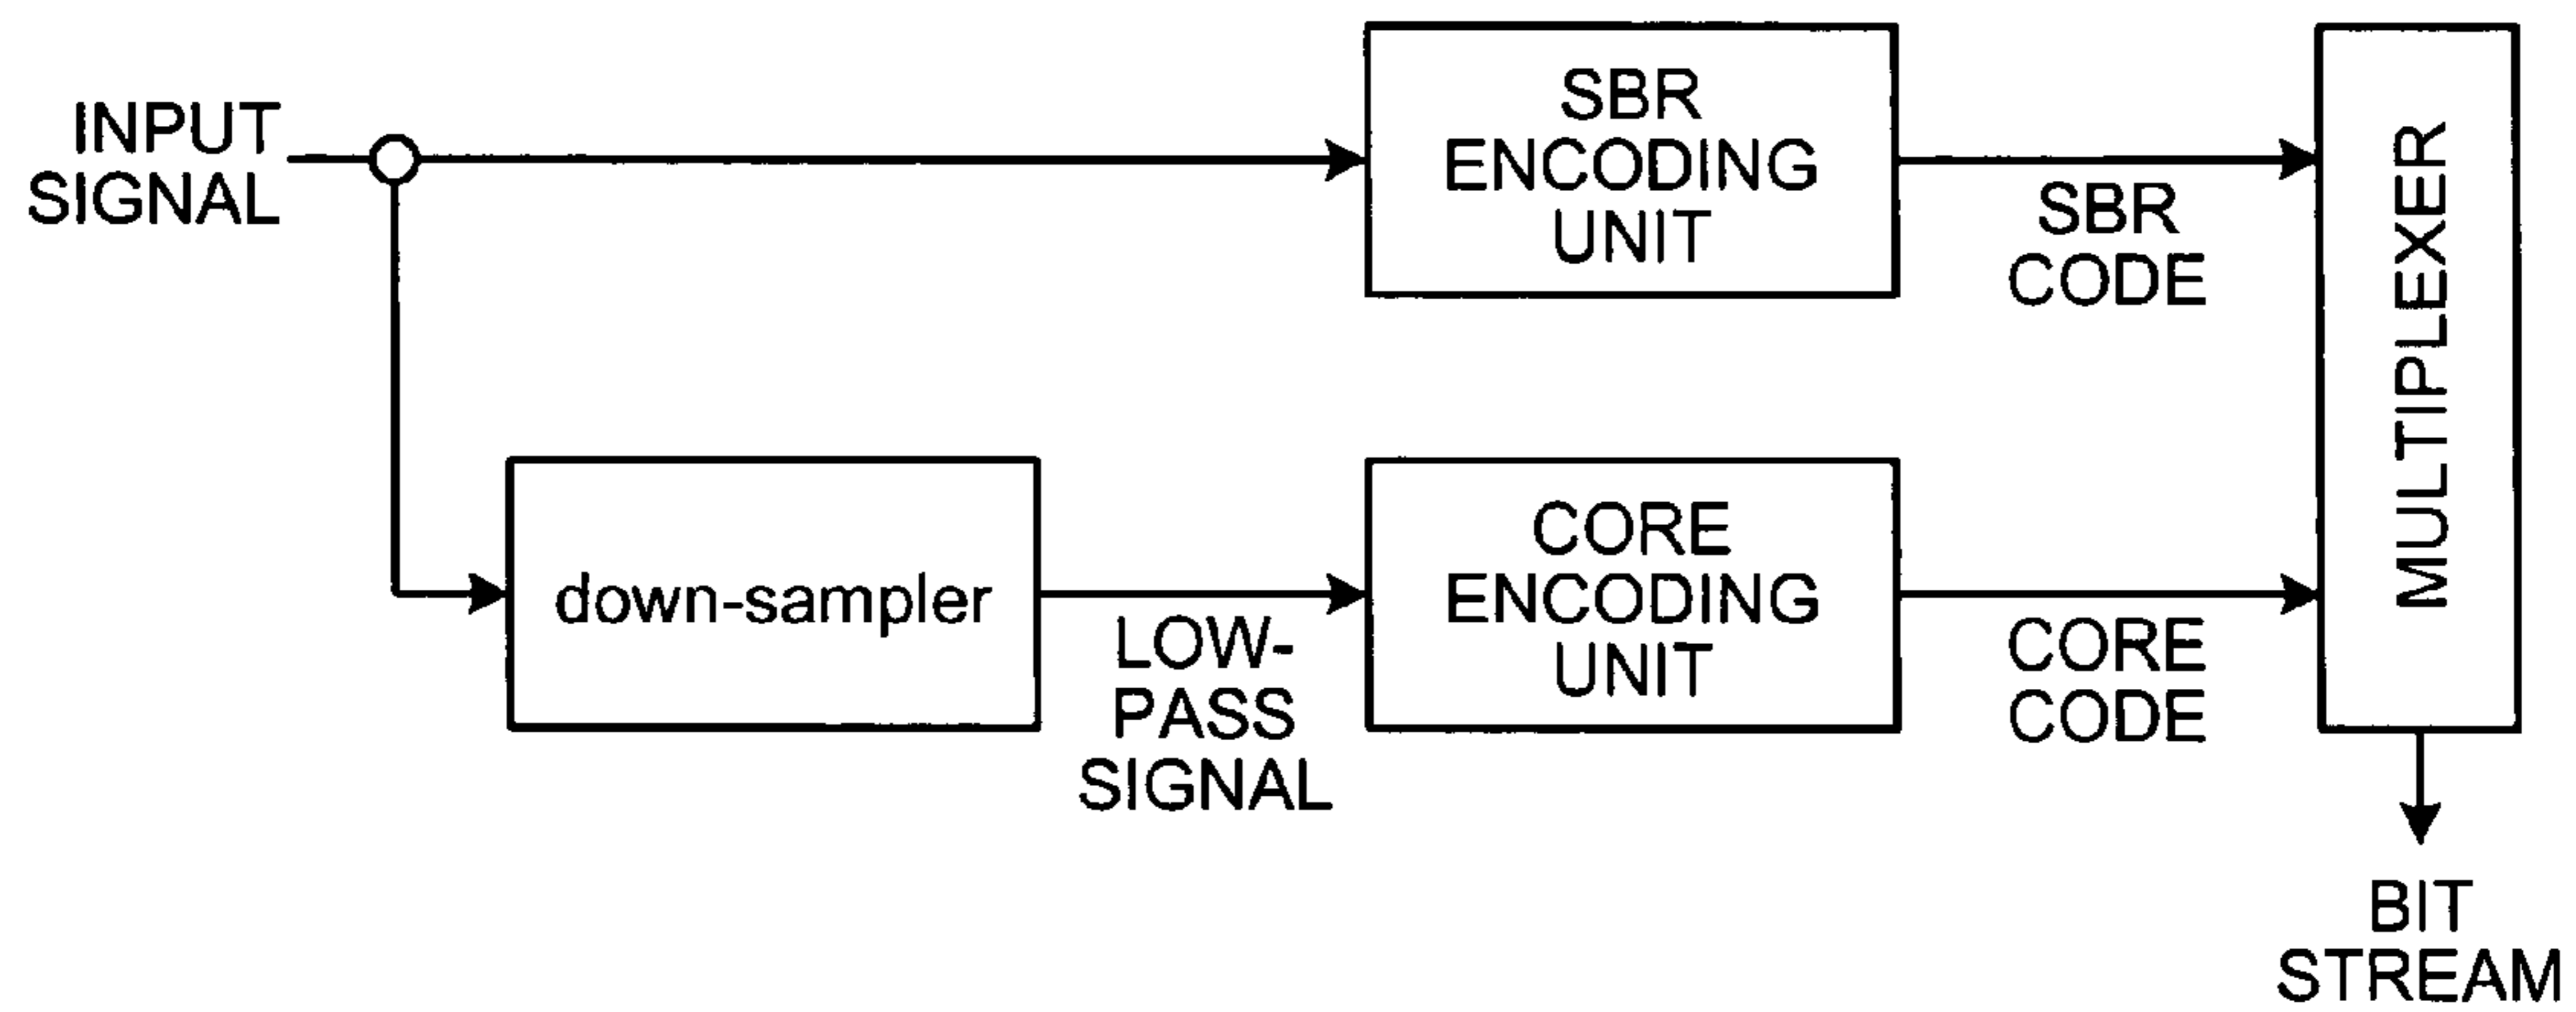 INPUT
SIGNAL
SBR
ENCODING
UNIT
SBR
CODE
MULTIPLEXER
down-sampler
LOW-
PASS
SIGNAL
CORE
ENCODING
UNIT
CORE
CODE
BIT
STREAM